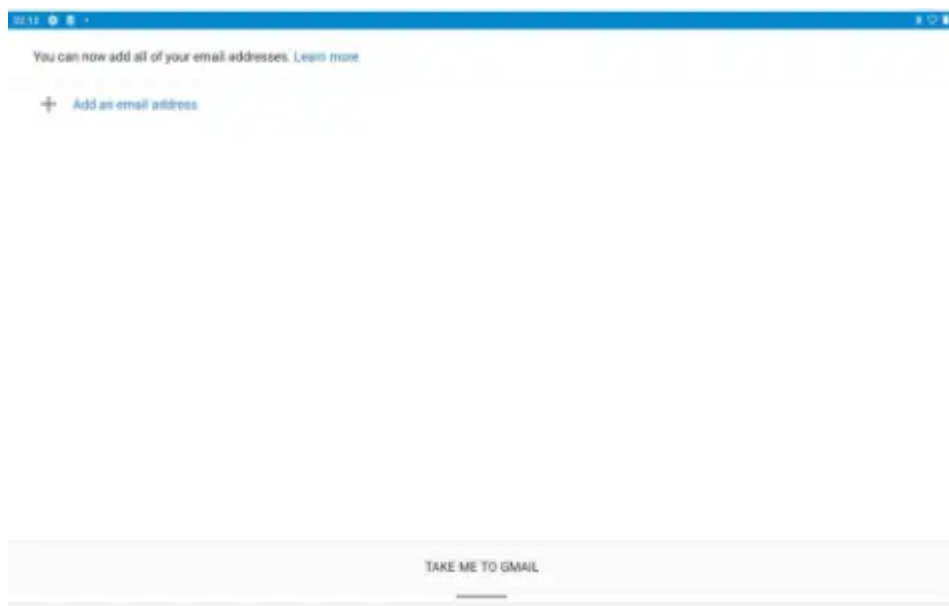 You can now add all of your email addresses. Learn more
Add an email address
TAKE ME TO GMAIL